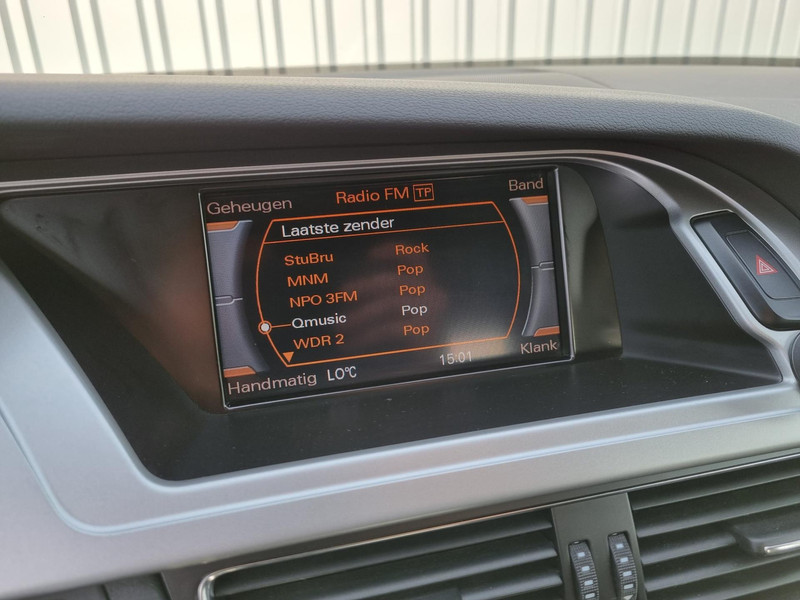 Geheugen Radio FM TP Band
Laatste zender
StuBru Rock
MNM Pop
NPO 3FM Pop
Qmusic Pop
WDR 2 Pop
Handmatig LO°C 15:01 Klank